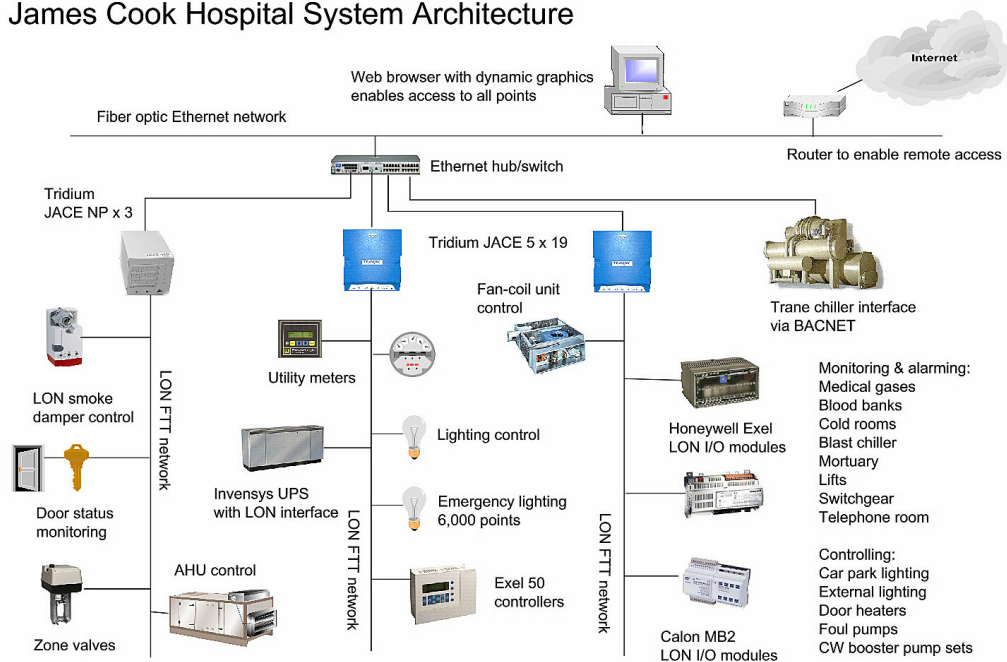 James Cook Hospital System Architecture
Internet
Web browser with dynamic graphics
enables access to all points
Fiber optic Ethernet network
Router to enable remote access
Ethernet hub/switch
Tridium
JACE NP x 3
Tridium JACE 5 x 19
Fan-coil unit
control
Trane chiller interface
via BACNET
Utility meters
LON smoke
damper control
LON FTT network
Door status
monitoring
AHU control
Zone valves
Lighting control
Invensys UPS
with LON interface
Emergency lighting
6,000 points
LON FTT network
Exel 50
controllers
LON FTT network
Honeywell Exel
LON I/O modules
Calon MB2
LON I/O modules
Monitoring & alarming:
Medical gases
Blood banks
Cold rooms
Blast chiller
Mortuary
Lifts
Switchgear
Telephone room
Controlling:
Car park lighting
External lighting
Door heaters
Foul pumps
CW booster pump sets